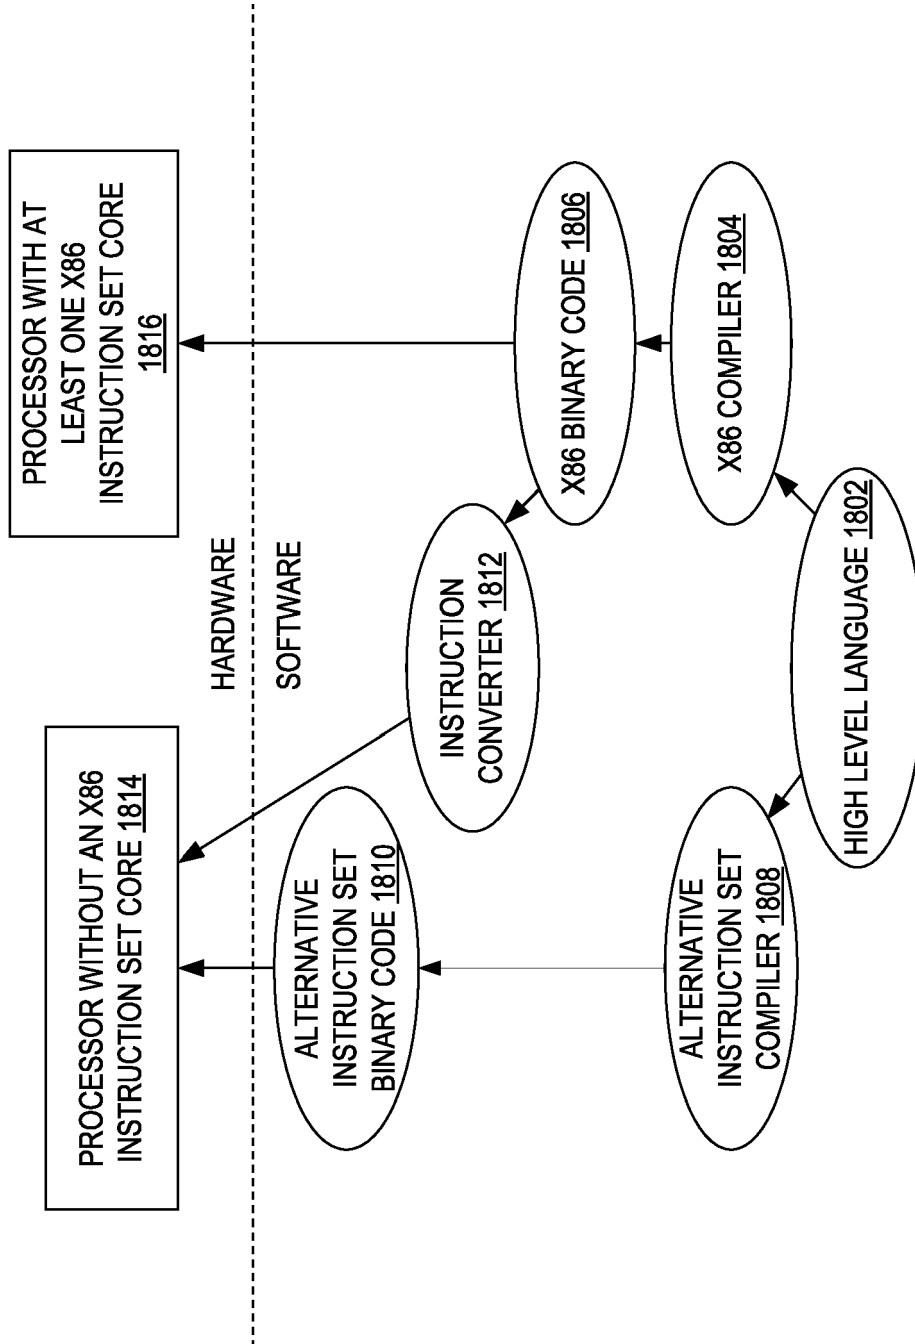 PROCESSOR WITHOUT AN X86
INSTRUCTION SET CORE 1814
PROCESSOR WITH AT
LEAST ONE X86
INSTRUCTION SET CORE
1816
HARDWARE
SOFTWARE
ALTERNATIVE
INSTRUCTION SET
BINARY CODE 1810
INSTRUCTION
CONVERTER 1812
X86 BINARY CODE 1806
ALTERNATIVE
INSTRUCTION SET
COMPILER 1808
X86 COMPILER 1804
HIGH LEVEL LANGUAGE 1802